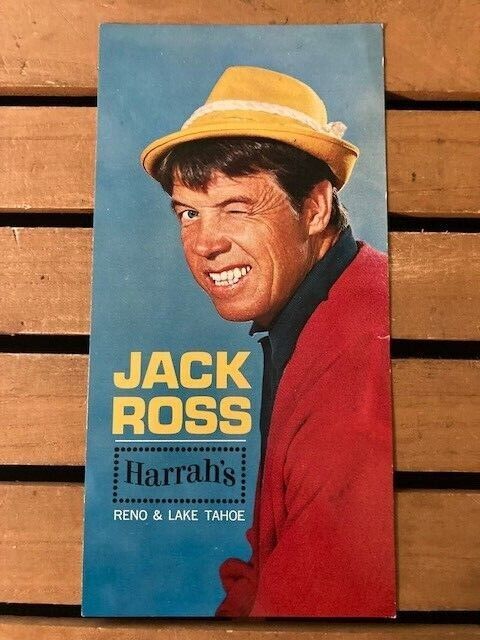 JACK
ROSS
Harrah's
RENO & LAKE TAHOE